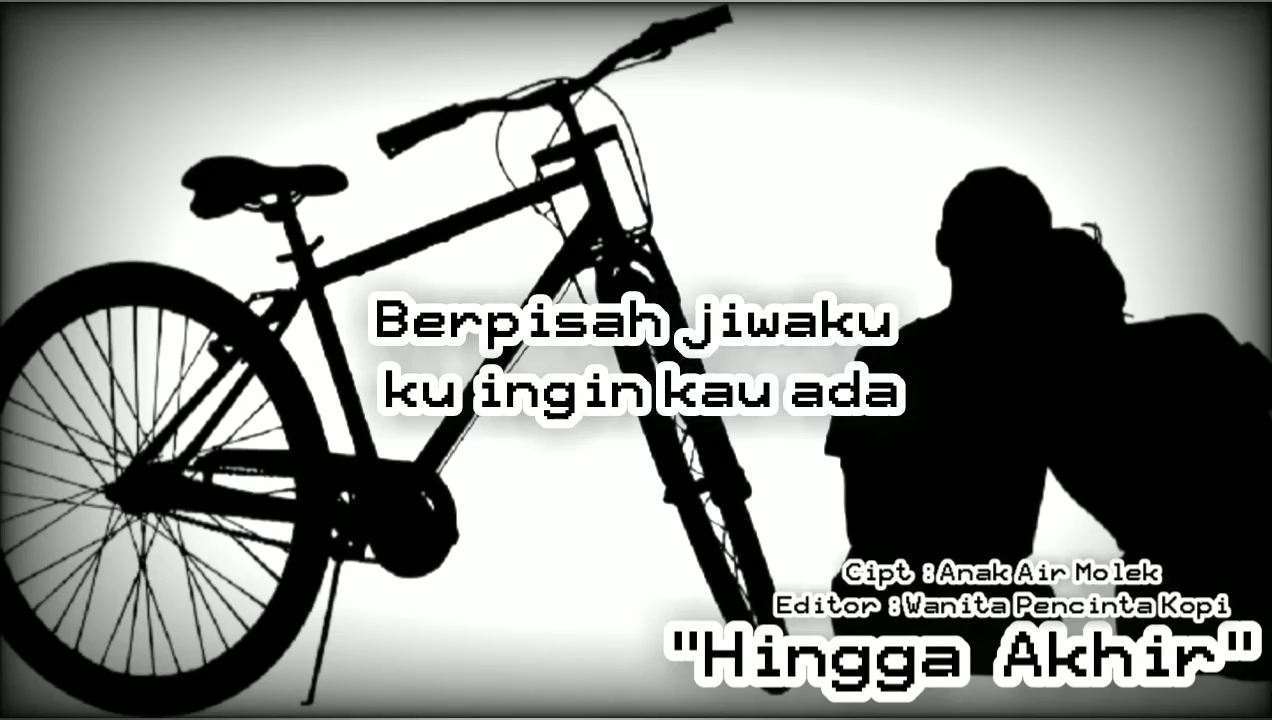 Berpisah jiwaku
ku ingin kau ada
Cipt : Anak Air Molek
Editor : Wanita Pencinta Kopi
"Hingga Akhir"